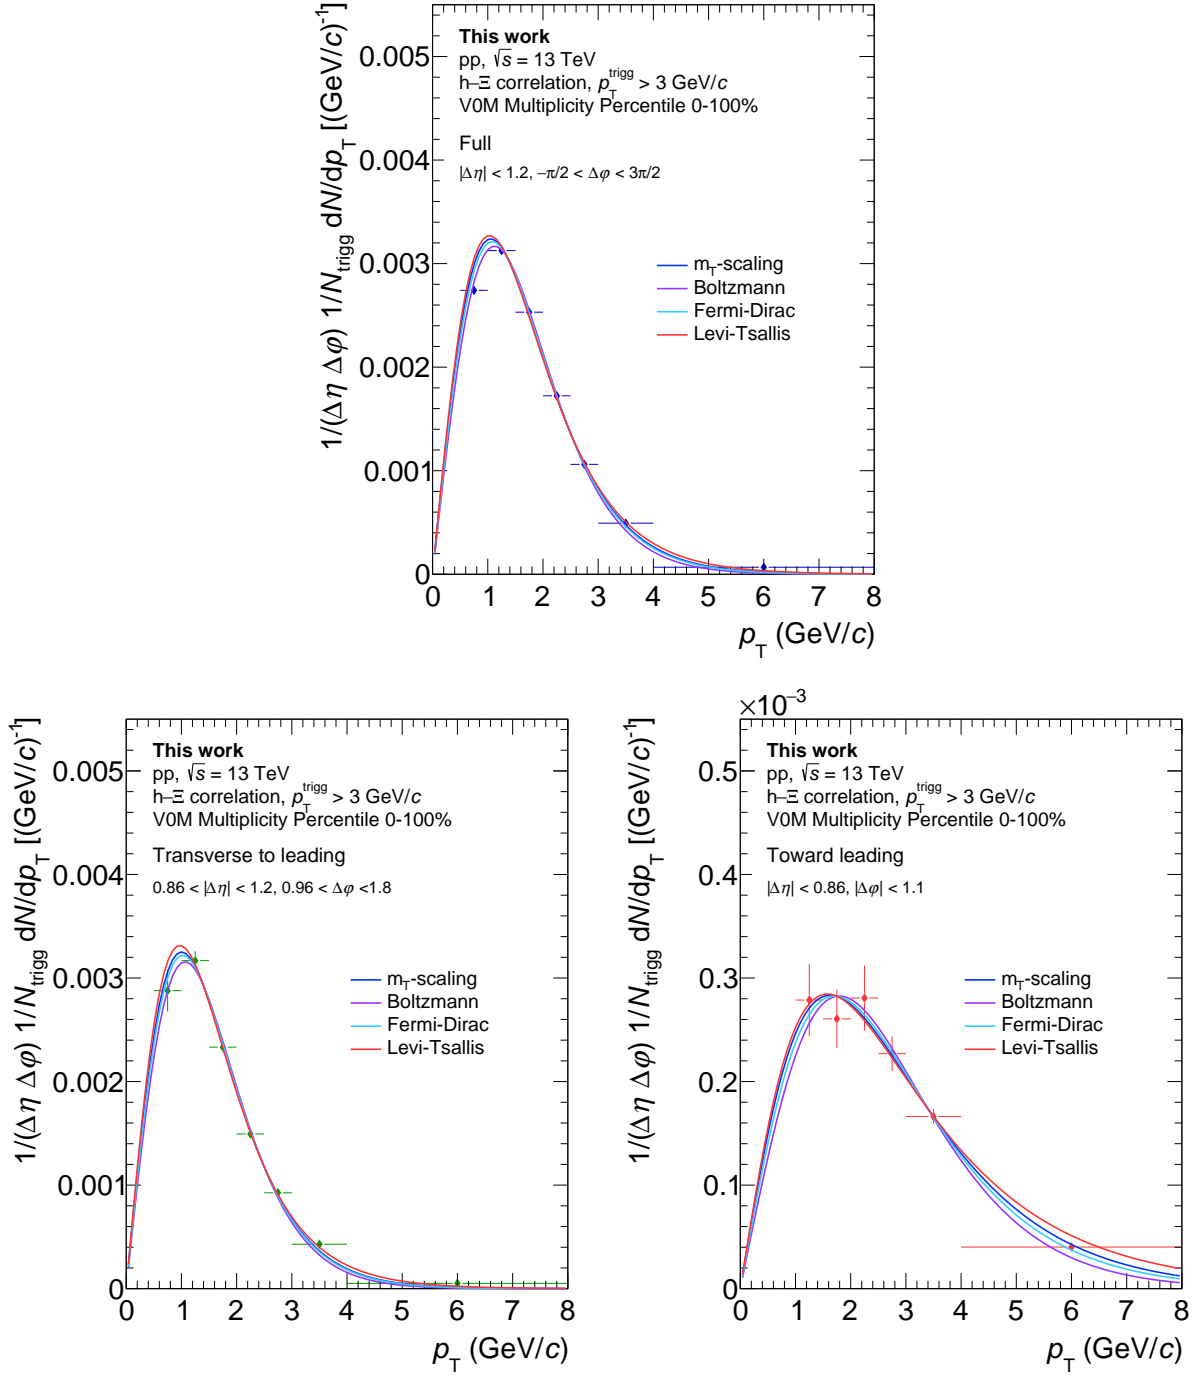 This work
pp, √s = 13 TeV
h–Ξ correlation, p_T^trigg > 3 GeV/c
V0M Multiplicity Percentile 0-100%
Full
|Δη| < 1.2, −π/2 < Δφ < 3π/2
m_T-scaling
Boltzmann
Fermi-Dirac
Levi-Tsallis
1/(Δη Δφ) 1/N_trigg dN/dp_T [(GeV/c)^-1]
0.005
0.004
0.003
0.002
0.001
0
0 1 2 3 4 5 6 7 8
p_T (GeV/c)
This work
pp, √s = 13 TeV
h–Ξ correlation, p_T^trigg > 3 GeV/c
V0M Multiplicity Percentile 0-100%
Transverse to leading
0.86 < |Δη| < 1.2, 0.96 < Δφ <1.8
m_T-scaling
Boltzmann
Fermi-Dirac
Levi-Tsallis
1/(Δη Δφ) 1/N_trigg dN/dp_T [(GeV/c)^-1]
0.005
0.004
0.003
0.002
0.001
0
0 1 2 3 4 5 6 7 8
p_T (GeV/c)
×10^−3
This work
pp, √s = 13 TeV
h–Ξ correlation, p_T^trigg > 3 GeV/c
V0M Multiplicity Percentile 0-100%
Toward leading
|Δη| < 0.86, |Δφ| < 1.1
m_T-scaling
Boltzmann
Fermi-Dirac
Levi-Tsallis
1/(Δη Δφ) 1/N_trigg dN/dp_T [(GeV/c)^-1]
0.5
0.4
0.3
0.2
0.1
0
0 1 2 3 4 5 6 7 8
p_T (GeV/c)